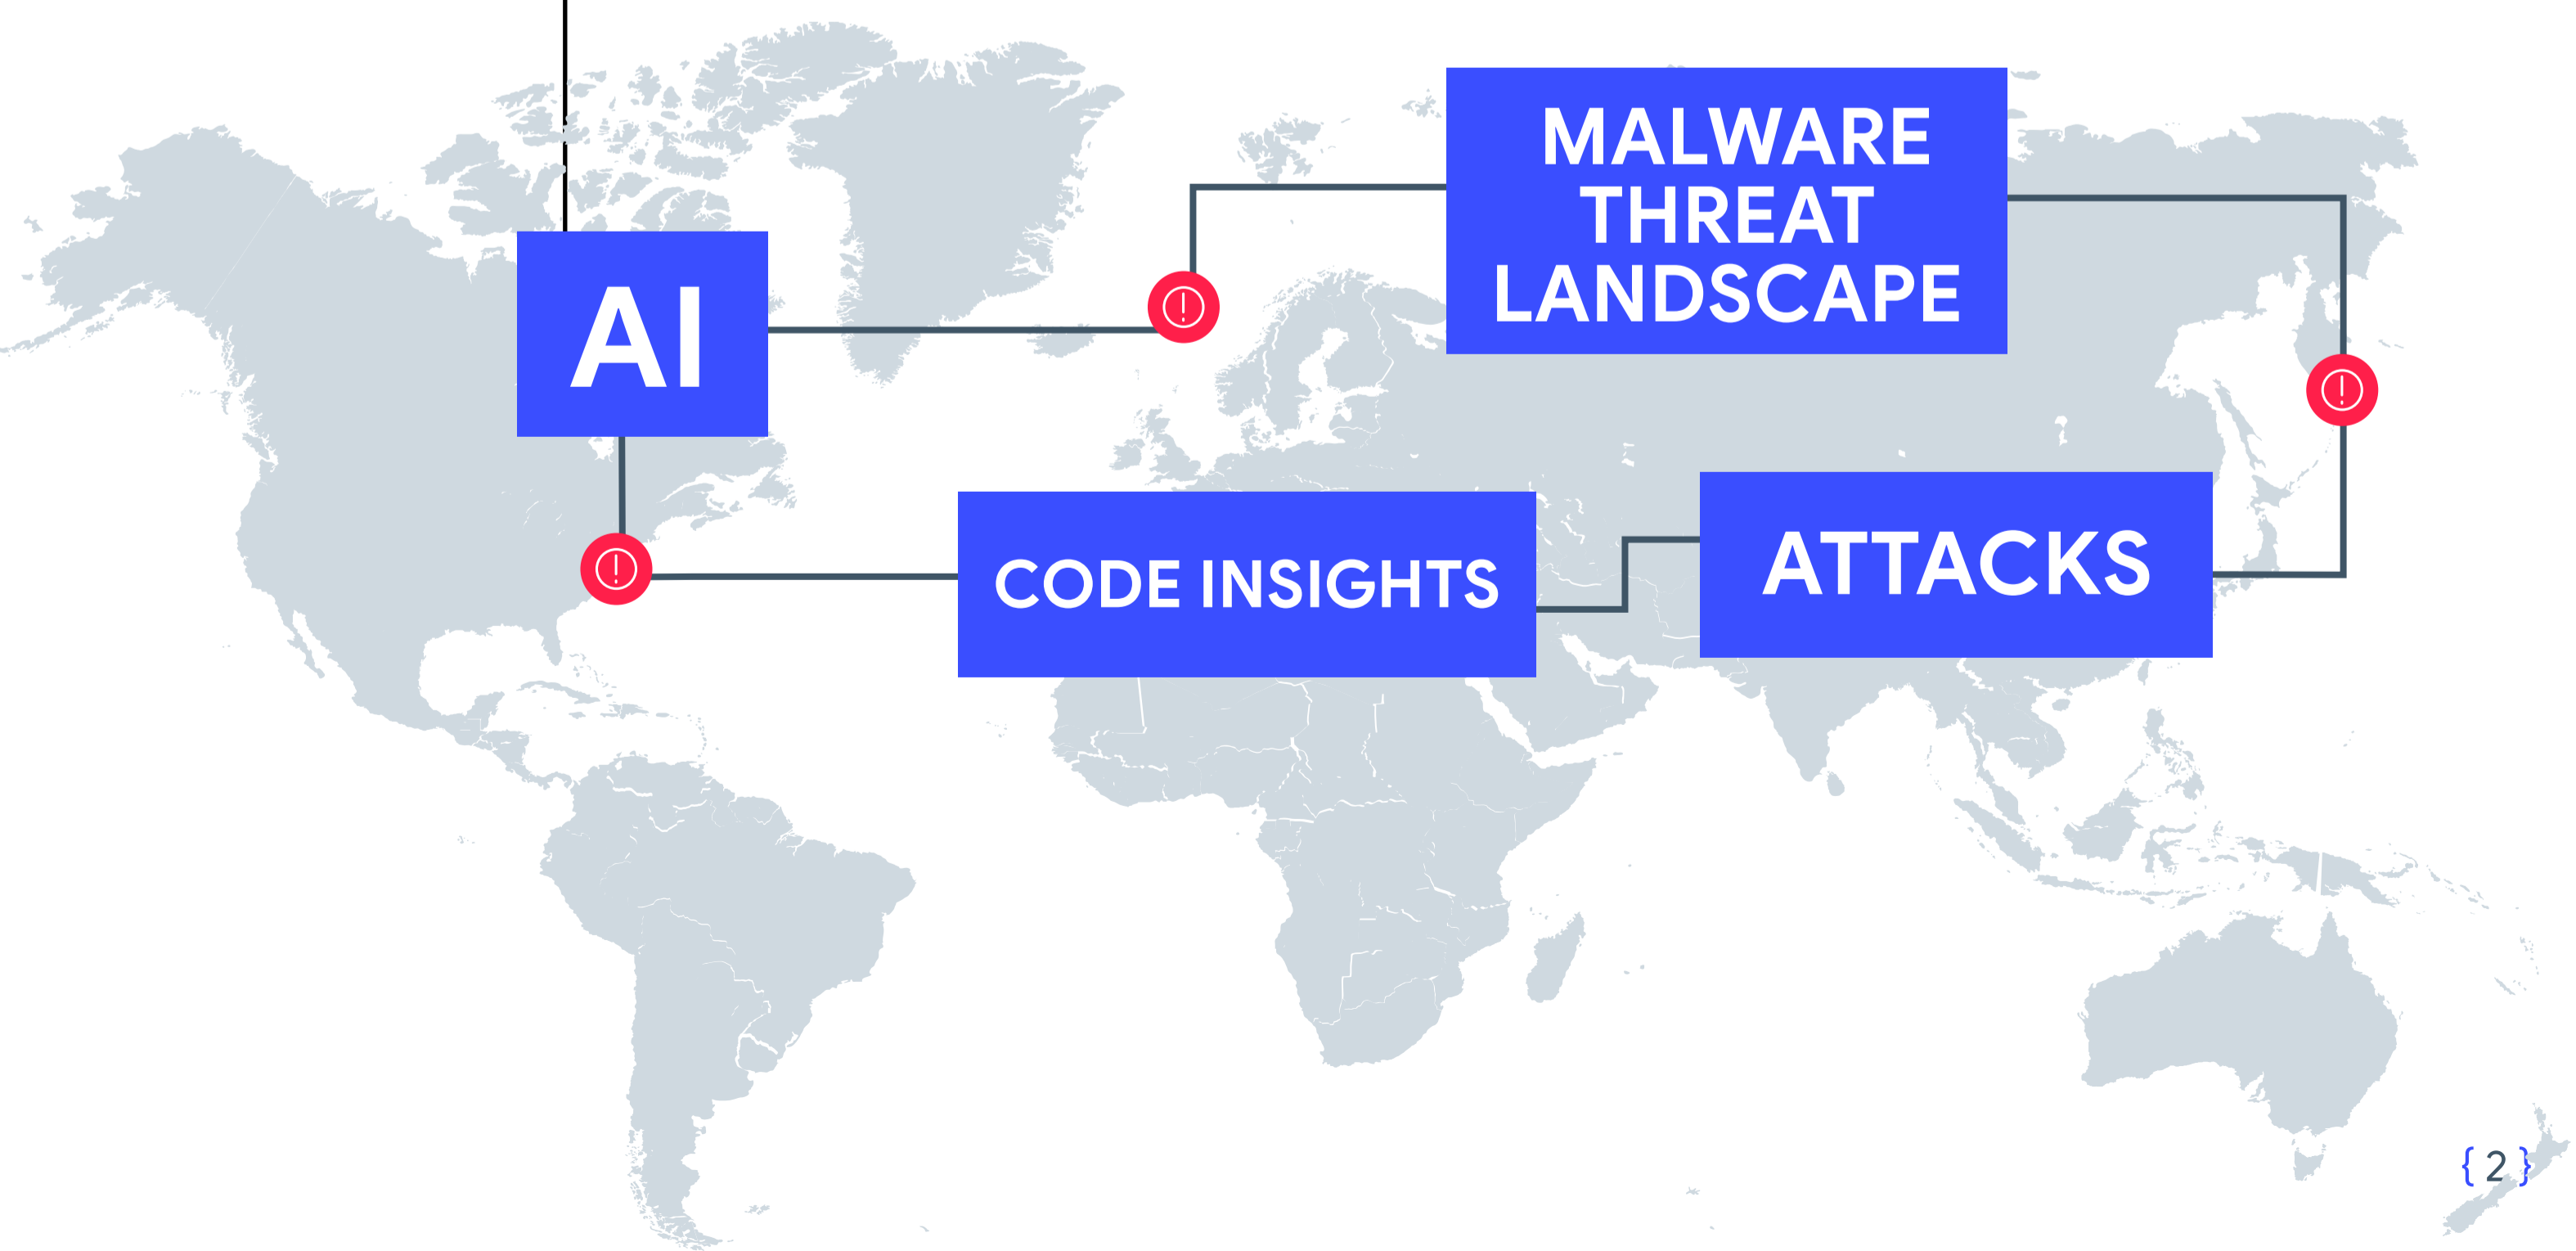 MALWARE
THREAT
LANDSCAPE
AI
CODE INSIGHTS
ATTACKS
{ 2 }